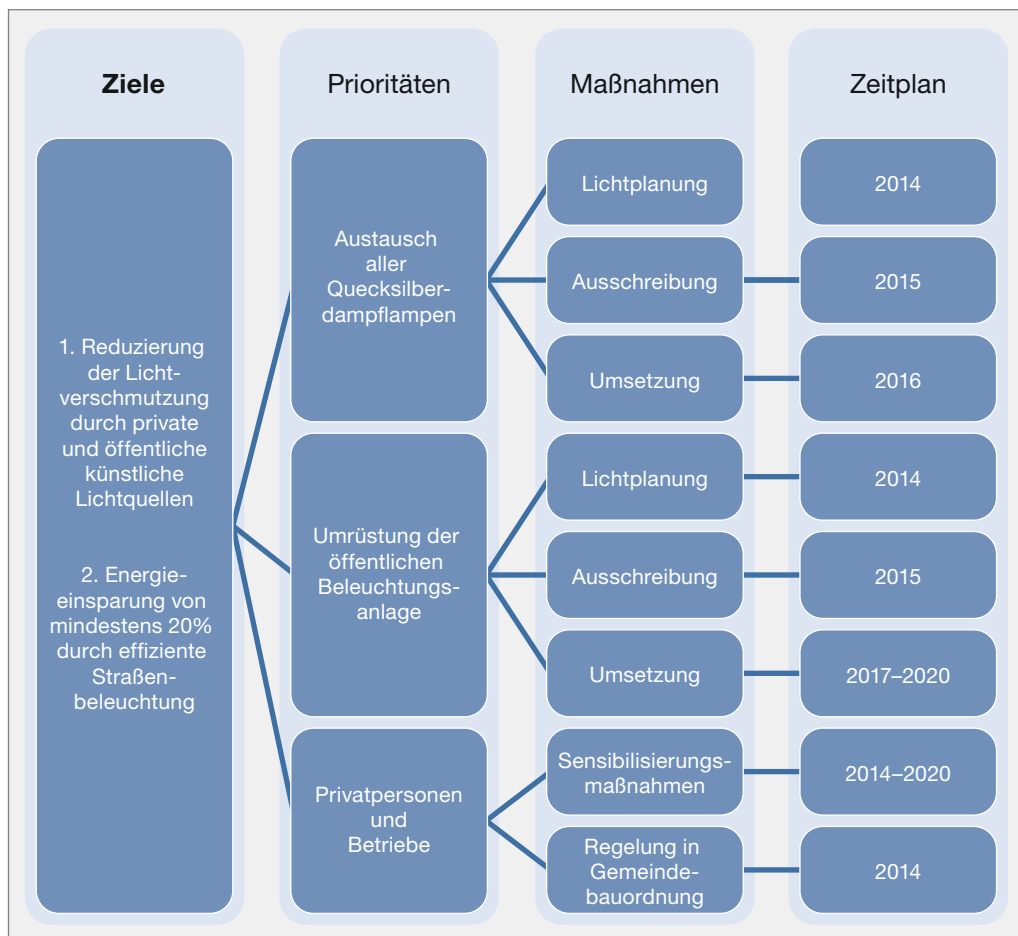 Ziele
Prioritäten
Maßnahmen
Zeitplan
1. Reduzierung
der Licht-
verschmutzung
durch private
und öffentliche
künstliche
Lichtquellen
2. Energie-
einsparung von
mindestens 20%
durch effiziente
Straßen-
beleuchtung
Austausch
aller
Quecksilber-
dampflampen
Lichtplanung
2014
Ausschreibung
2015
Umsetzung
2016
Umrüstung der
öffentlichen
Beleuchtungs-
anlage
Lichtplanung
2014
Ausschreibung
2015
Umsetzung
2017–2020
Privatpersonen
und
Betriebe
Sensibilisierungs-
maßnahmen
2014–2020
Regelung in
Gemeinde-
bauordnung
2014